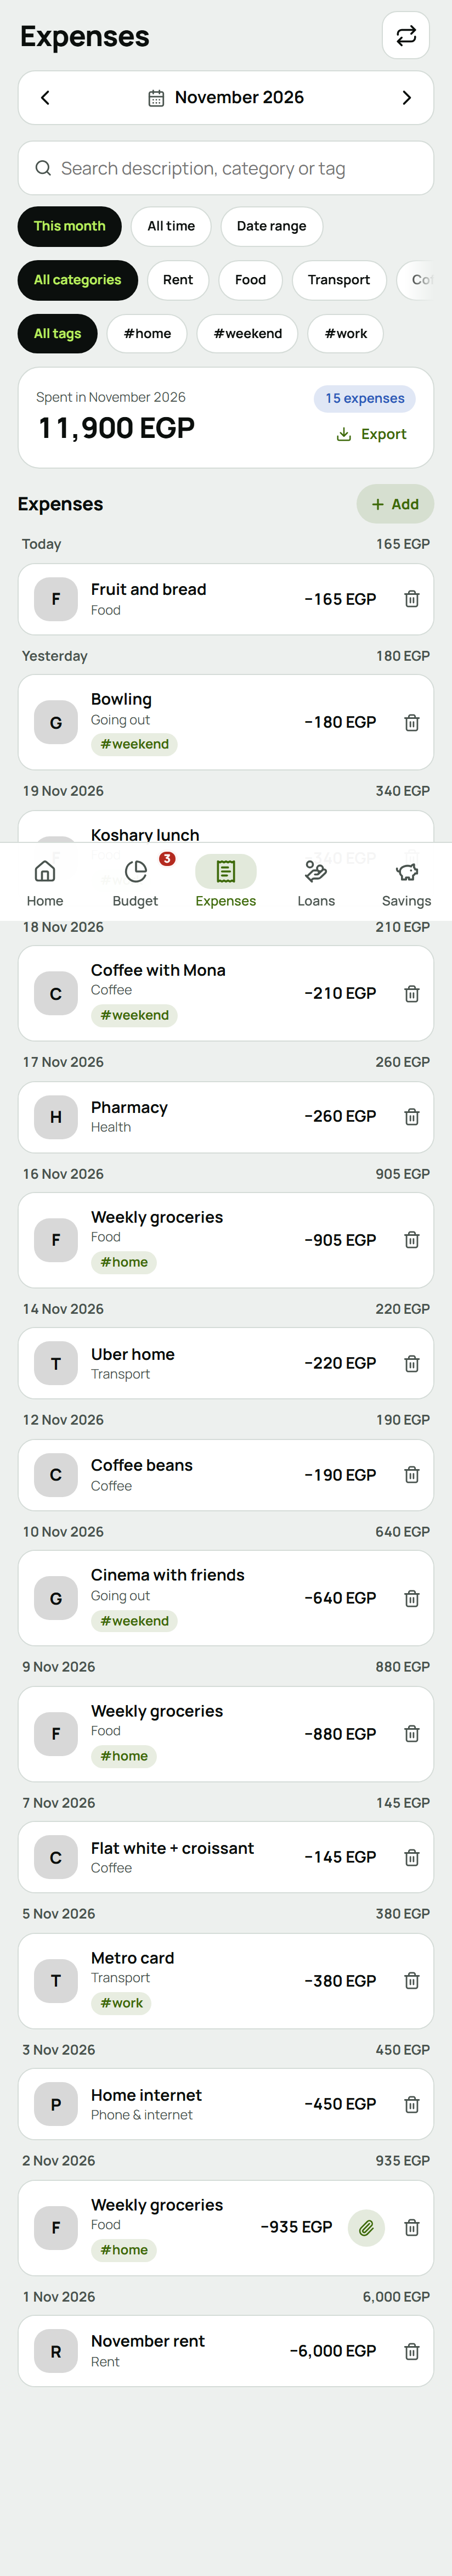 Expenses
November 2026
Search description, category or tag
This month All time Date range
All categories Rent Food Transport
All tags #home #weekend #work
Spent in November 2026
15 expenses
11,900 EGP
Export
Expenses
+ Add
Today 165 EGP
F
Fruit and bread
Food
−165 EGP
Yesterday 180 EGP
G
Bowling
Going out
#weekend
−180 EGP
19 Nov 2026 340 EGP
Koshary lunch
340 EGP
3
Home Budget Expenses Loans Savings
18 Nov 2026 210 EGP
C
Coffee with Mona
Coffee
#weekend
−210 EGP
17 Nov 2026 260 EGP
H
Pharmacy
Health
−260 EGP
16 Nov 2026 905 EGP
F
Weekly groceries
Food
#home
−905 EGP
14 Nov 2026 220 EGP
T
Uber home
Transport
−220 EGP
12 Nov 2026 190 EGP
C
Coffee beans
Coffee
−190 EGP
10 Nov 2026 640 EGP
G
Cinema with friends
Going out
#weekend
−640 EGP
9 Nov 2026 880 EGP
F
Weekly groceries
Food
#home
−880 EGP
7 Nov 2026 145 EGP
C
Flat white + croissant
Coffee
−145 EGP
5 Nov 2026 380 EGP
T
Metro card
Transport
#work
−380 EGP
3 Nov 2026 450 EGP
P
Home internet
Phone & internet
−450 EGP
2 Nov 2026 935 EGP
F
Weekly groceries
Food
#home
−935 EGP
1 Nov 2026 6,000 EGP
R
November rent
Rent
−6,000 EGP